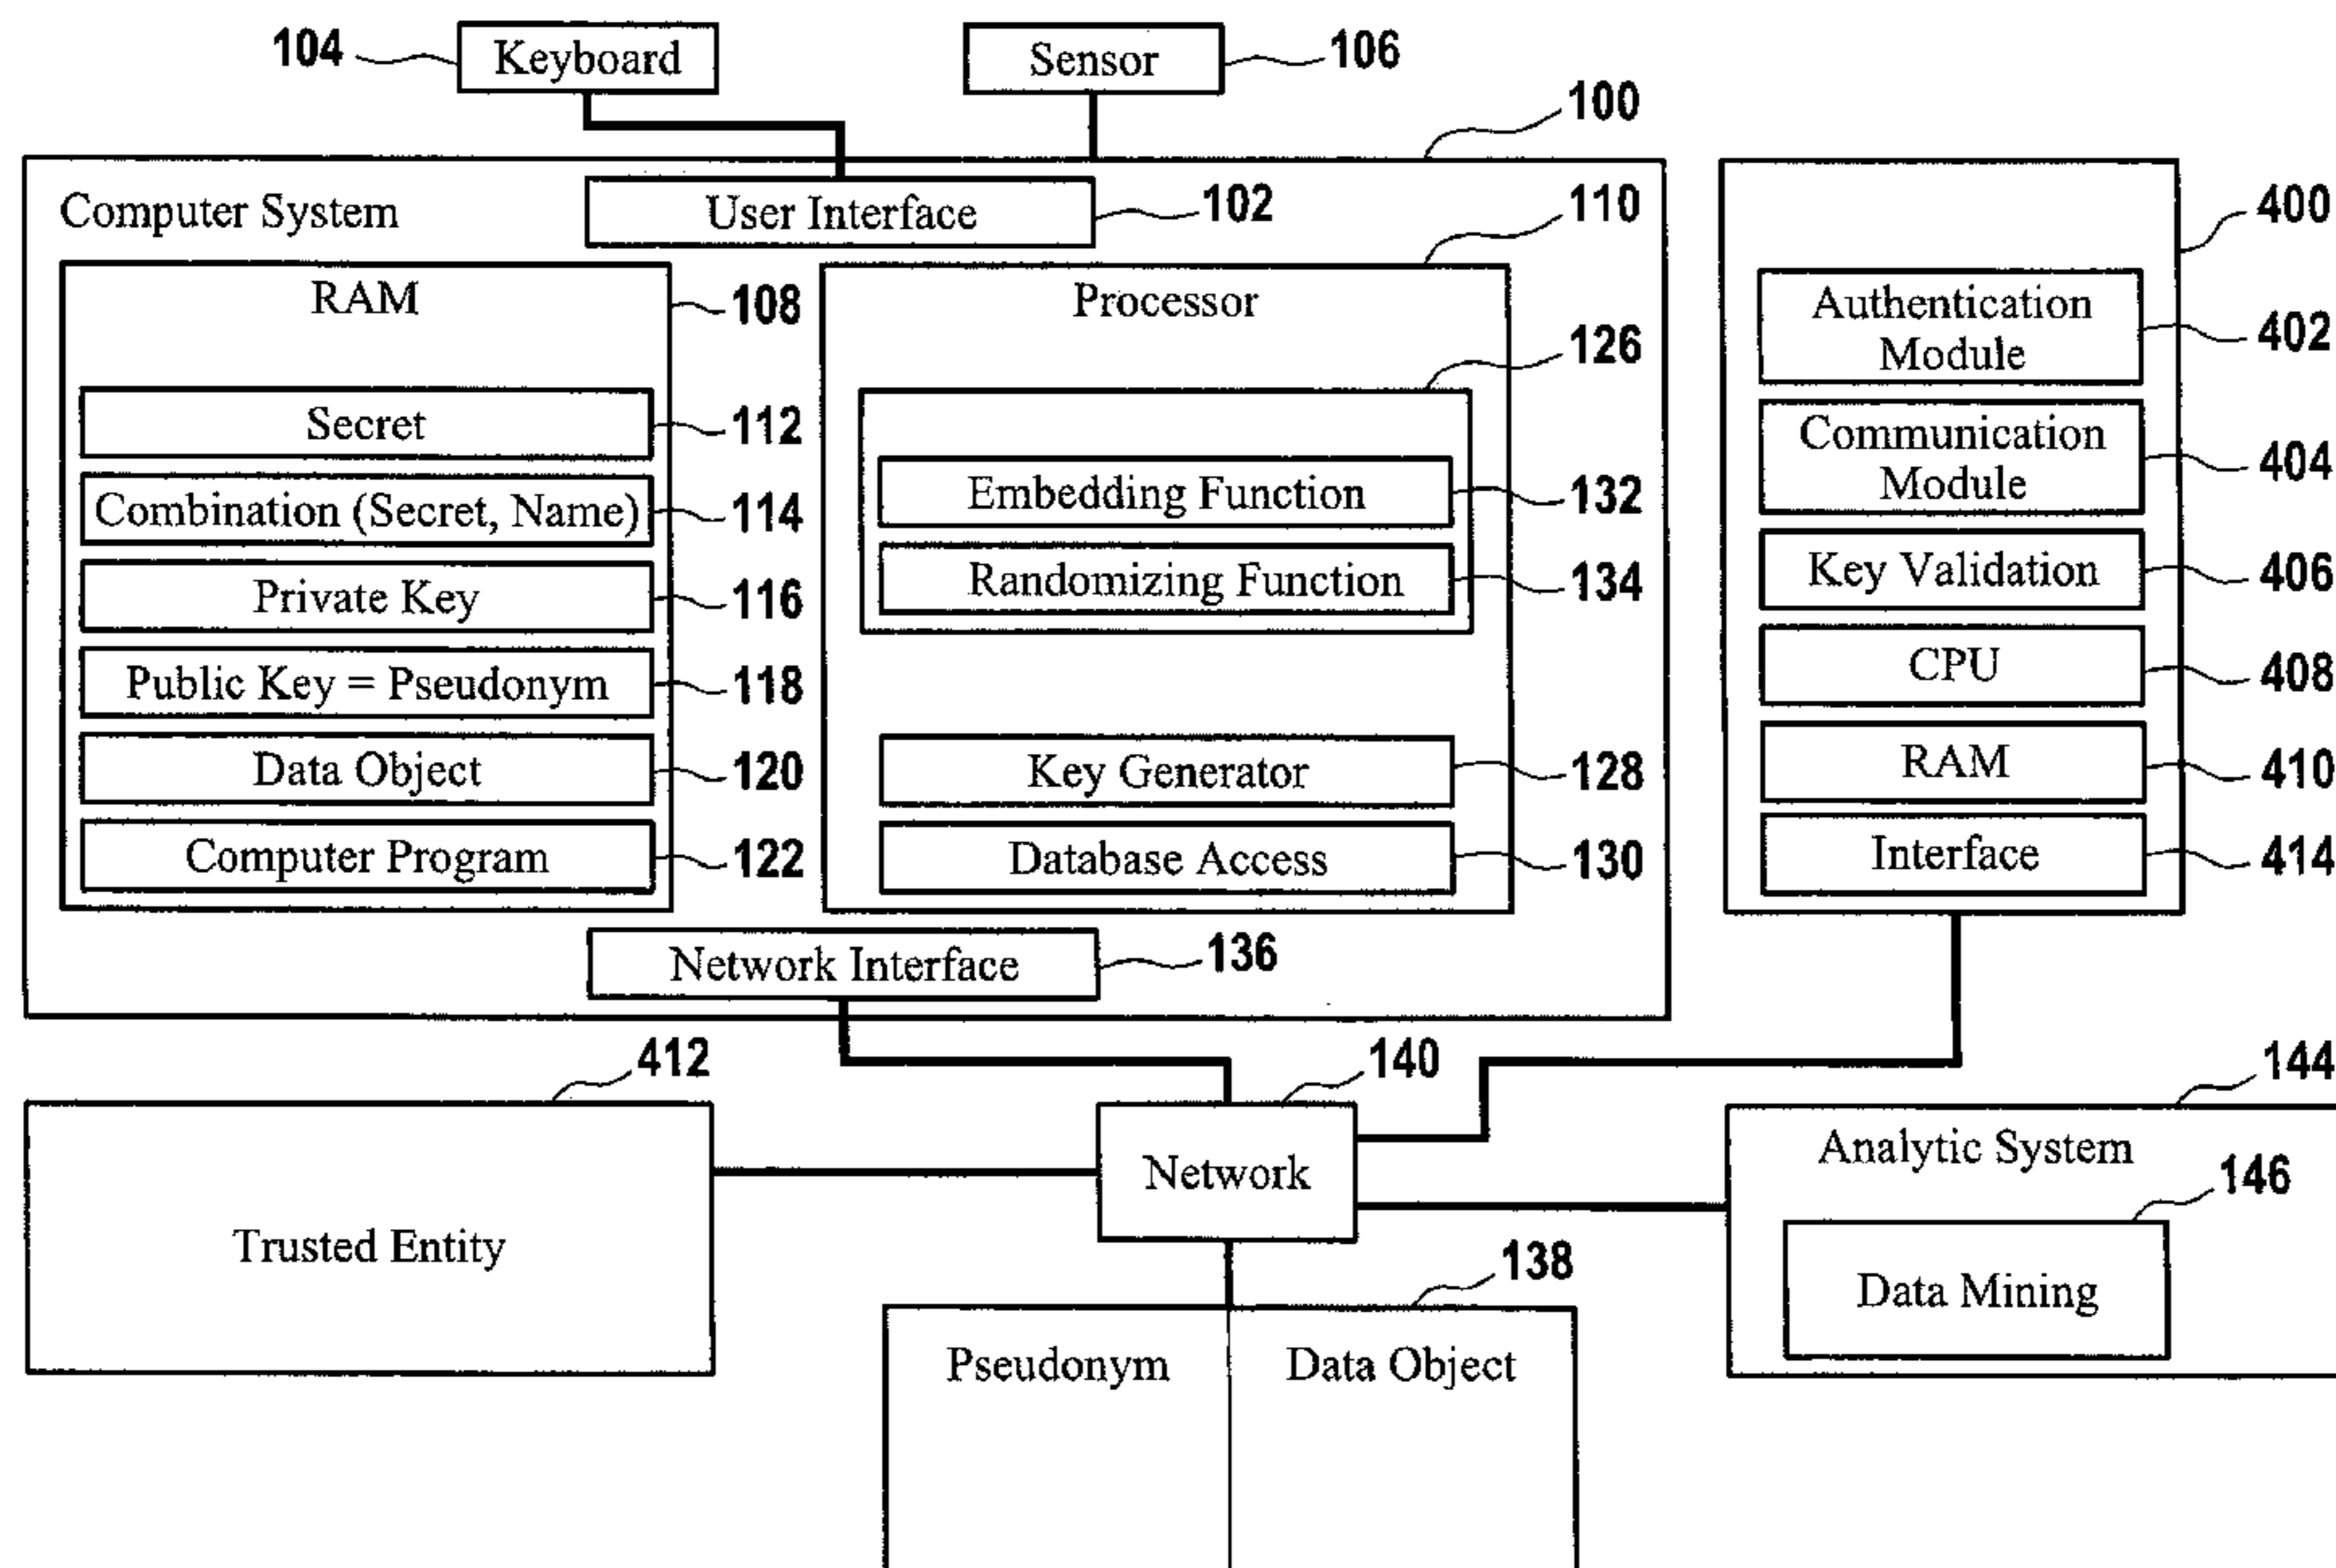 104 Keyboard
Sensor 106
100
Computer System
User Interface 102
110
RAM 108
Processor
126
Secret 112
Combination (Secret, Name) 114
Private Key 116
Public Key = Pseudonym 118
Data Object 120
Computer Program 122
Embedding Function 132
Randomizing Function 134
Key Generator 128
Database Access 130
Network Interface 136
400
Authentication
Module
402
Communication
Module
404
Key Validation 406
CPU 408
RAM 410
Interface 414
412
Trusted Entity
140
Network
144
Analytic System
146
Data Mining
138
Pseudonym
Data Object